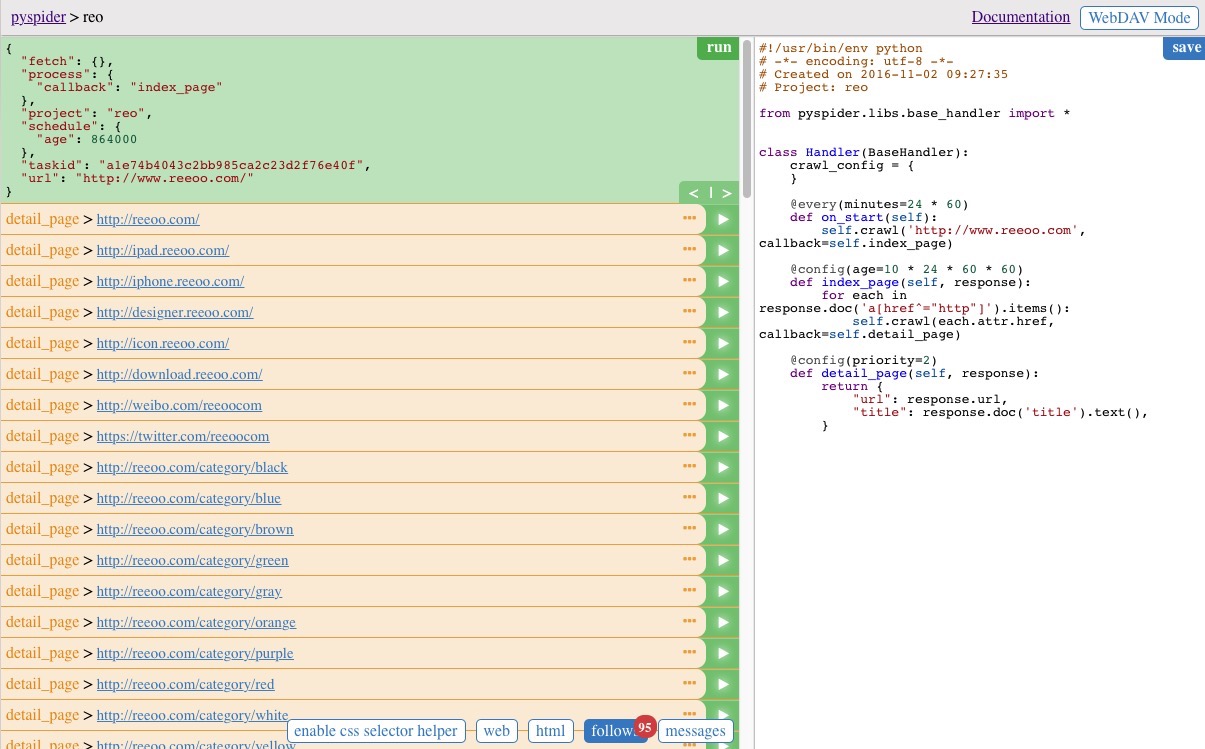 pyspider > reo
Documentation
WebDAV Mode
{
  "fetch": {},
  "process": {
    "callback": "index_page"
  },
  "project": "reo",
  "schedule": {
    "age": 864000
  },
  "taskid": "a1e74b4043c2bb985ca2c23d2f76e40f",
  "url": "http://www.reeoo.com/"
}
run
< | >
detail_page > http://reeoo.com/
detail_page > http://ipad.reeoo.com/
detail_page > http://iphone.reeoo.com/
detail_page > http://designer.reeoo.com/
detail_page > http://icon.reeoo.com/
detail_page > http://download.reeoo.com/
detail_page > http://weibo.com/reeoocom
detail_page > https://twitter.com/reeoocom
detail_page > http://reeoo.com/category/black
detail_page > http://reeoo.com/category/blue
detail_page > http://reeoo.com/category/brown
detail_page > http://reeoo.com/category/green
detail_page > http://reeoo.com/category/gray
detail_page > http://reeoo.com/category/orange
detail_page > http://reeoo.com/category/purple
detail_page > http://reeoo.com/category/red
detail_page > http://reeoo.com/category/white
detail_page > http://reeoo.com/category/yellow
enable css selector helper
web
html
follow
95
messages
save
#!/usr/bin/env python
# -*- encoding: utf-8 -*-
# Created on 2016-11-02 09:27:35
# Project: reo

from pyspider.libs.base_handler import *


class Handler(BaseHandler):
    crawl_config = {
    }

    @every(minutes=24 * 60)
    def on_start(self):
        self.crawl('http://www.reeoo.com',
callback=self.index_page)

    @config(age=10 * 24 * 60 * 60)
    def index_page(self, response):
        for each in
response.doc('a[href^="http"]').items():
            self.crawl(each.attr.href,
callback=self.detail_page)

    @config(priority=2)
    def detail_page(self, response):
        return {
            "url": response.url,
            "title": response.doc('title').text(),
        }